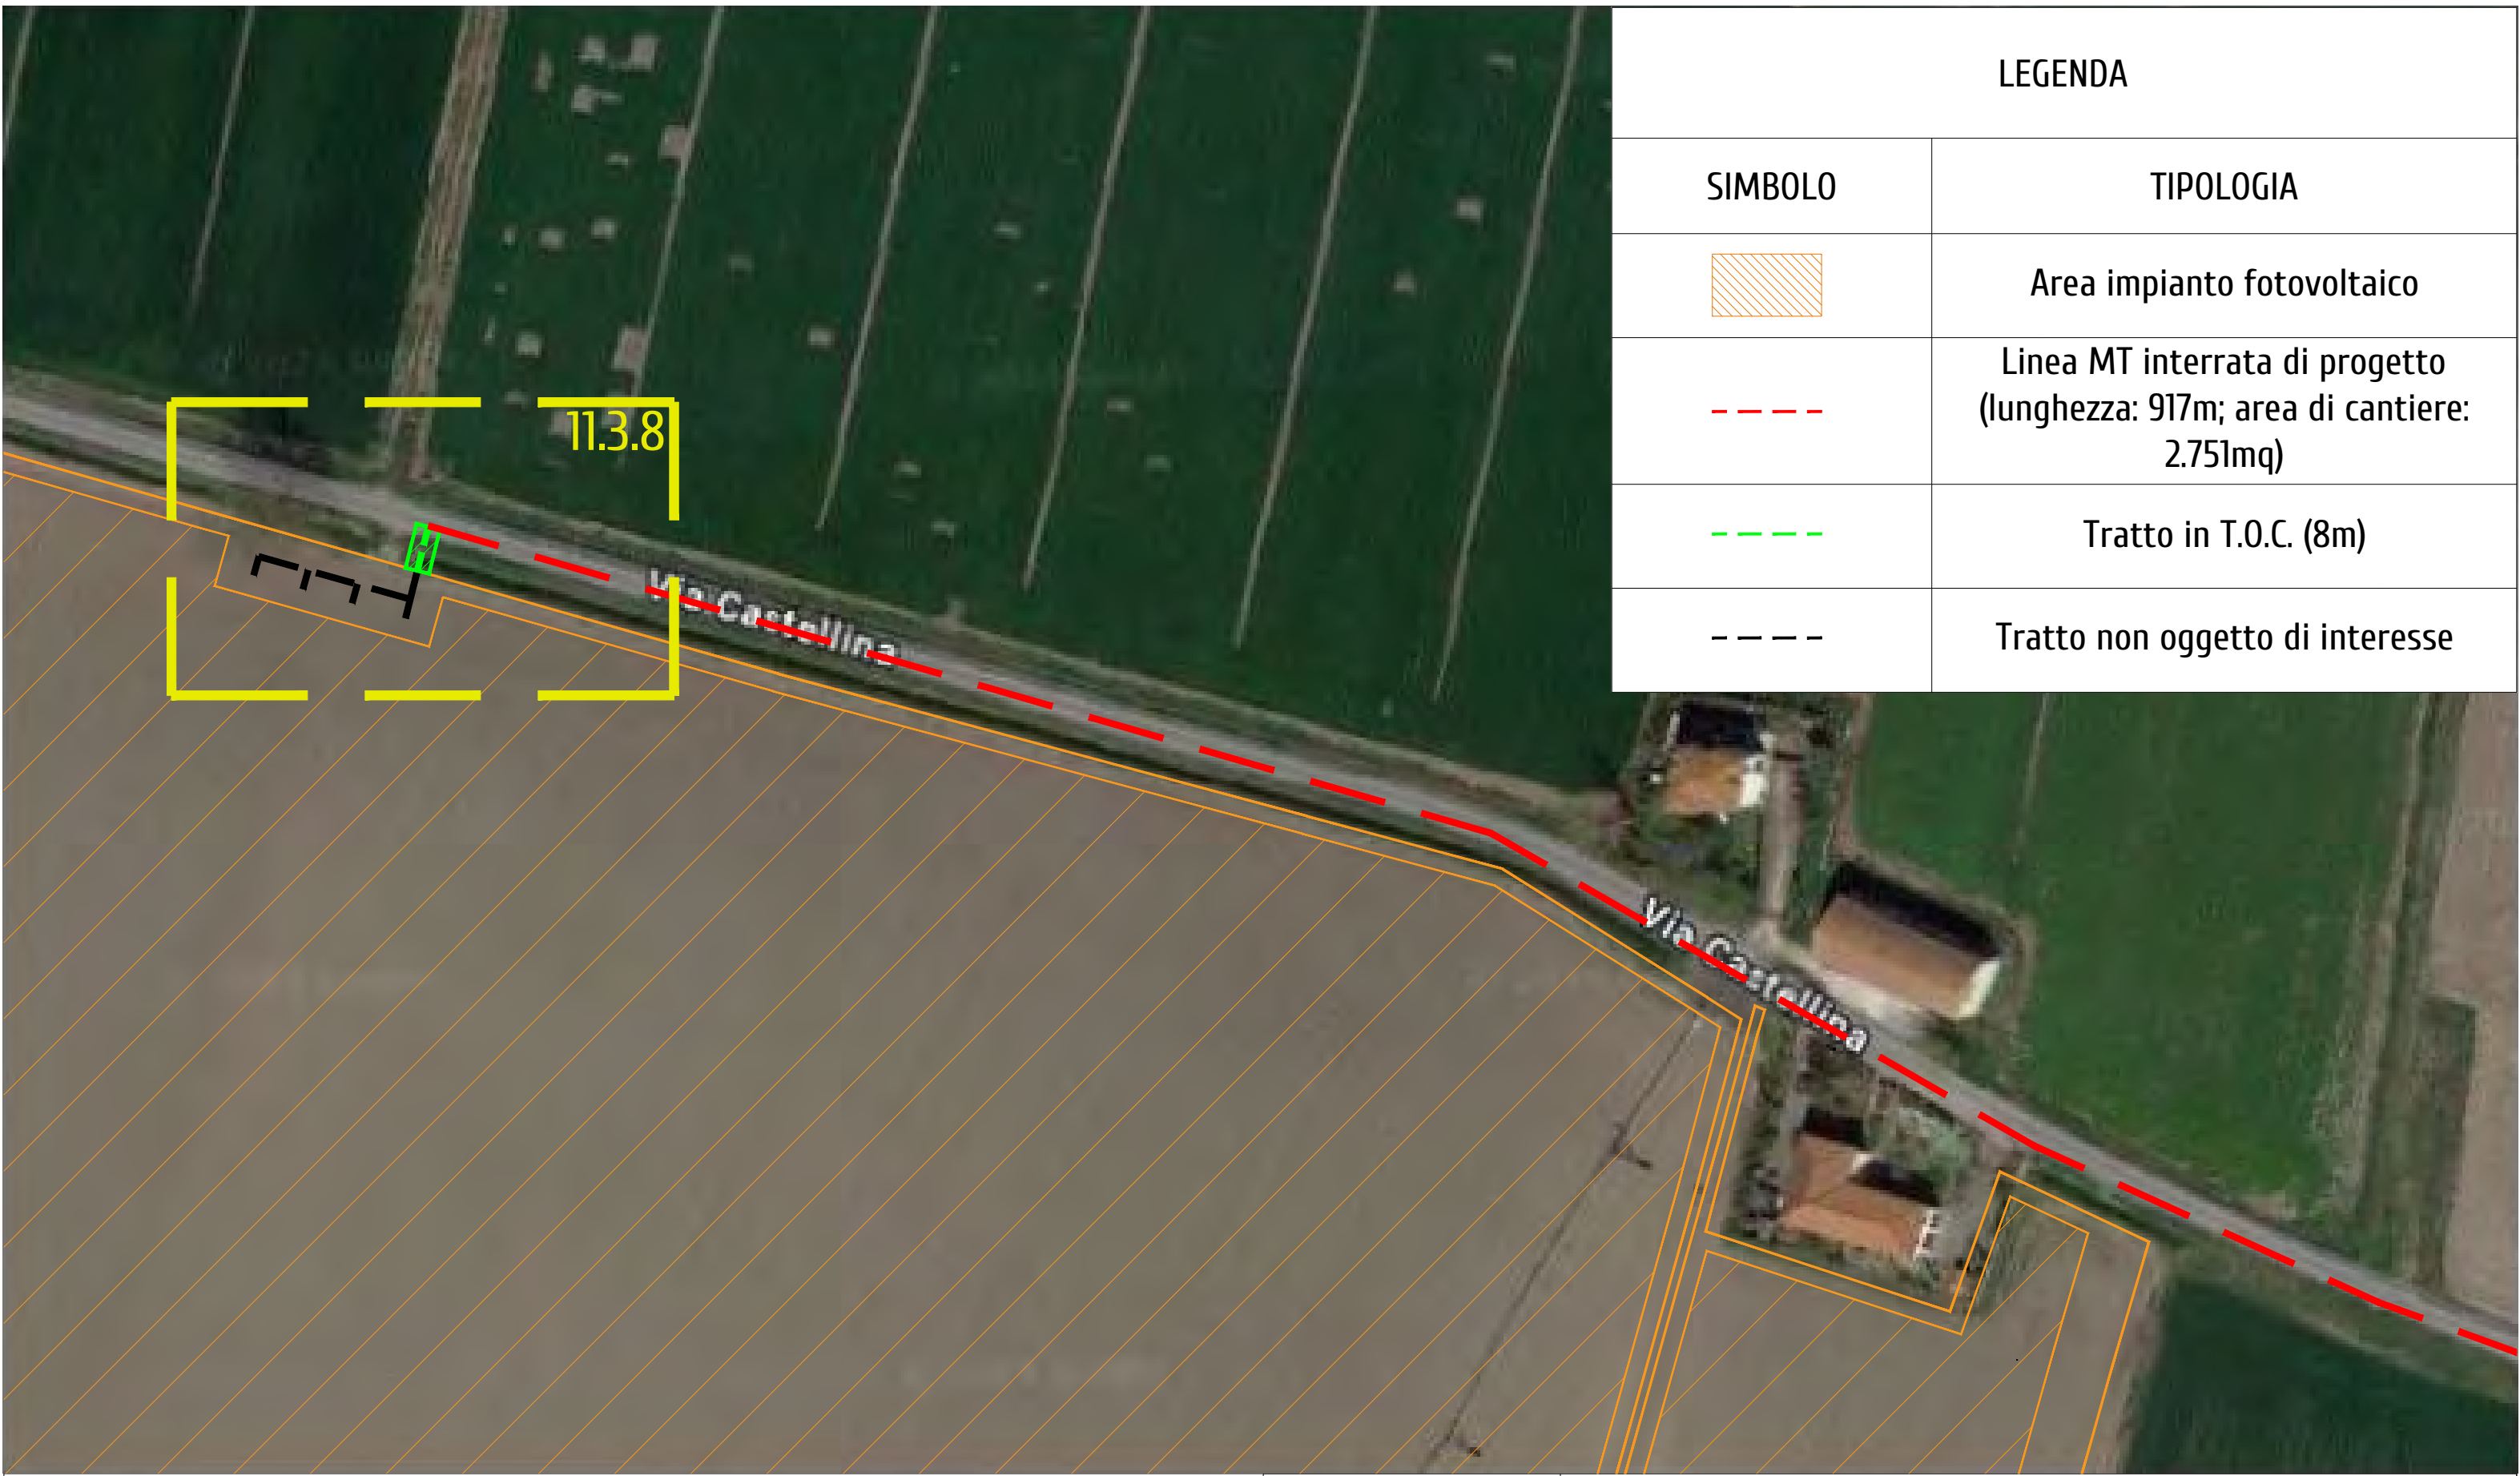 LEGENDA
SIMBOLO
TIPOLOGIA
Area impianto fotovoltaico
Linea MT interrata di progetto
(lunghezza: 917m; area di cantiere:
2.751mq)
Tratto in T.O.C. (8m)
Tratto non oggetto di interesse
11.3.8
Via Castellina
Via Castellina